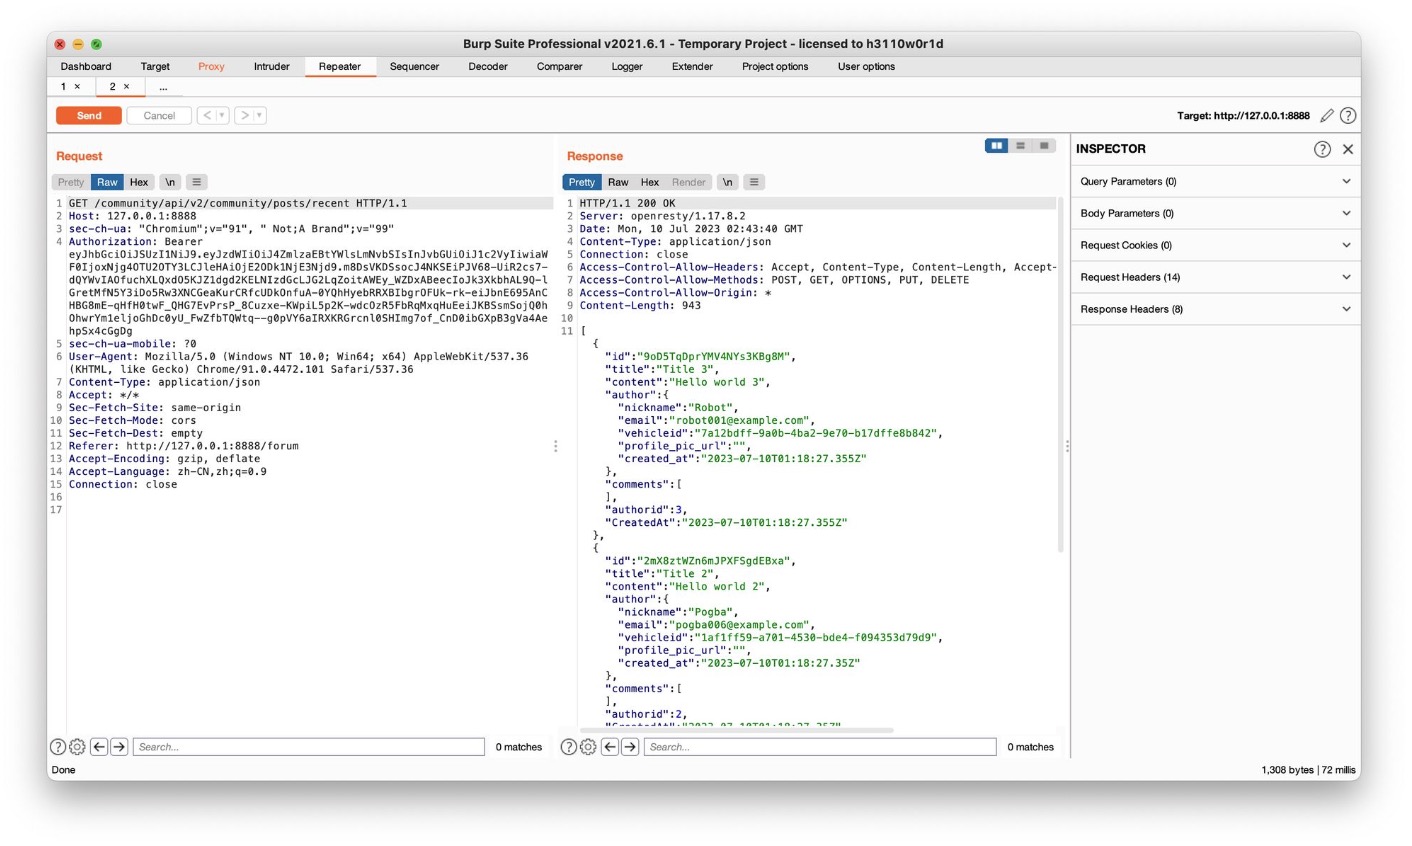 Burp Suite Professional v2021.6.1 - Temporary Project - licensed to h3110w0r1d
Dashboard Target Proxy Intruder Repeater Sequencer Decoder Comparer Logger Extender Project options User options
1 × 2 × ...
Send Cancel < > Target: http://127.0.0.1:8888
Request
Pretty Raw Hex \n
1 GET /community/api/v2/community/posts/recent HTTP/1.1
2 Host: 127.0.0.1:8888
3 sec-ch-ua: "Chromium";v="91", " Not;A Brand";v="99"
4 Authorization: Bearer
eyJhbGciOiJSUzI1NiJ9.eyJzdWIiOiJ4ZmlzaEBtYWlsLmNvbSIsInJvbGUiOiJ1c2VyIiwiaW
F0IjoxNjg4OTU2OTY3LCJleHAiOjE2ODk1NjE3Njd9.m8DsVKDSsocJ4NKSEiPJV68-UiR2cs7-
dQYWvIAOfuchXLQxdO5KJZ1dgd2KELNIzdGcLJG2LqZoitAWEy_WZDxABeecIoJk3XkbhAL9Q-l
GretMfN5Y3iDo5Rw3XNCGeaKurCRfcUDkOnfuA-0YQhHyebRRXBIbgrOFUk-rk-eiJbnE695AnC
HBG8mE-qHfH0twF_QHG7EvPrsP_8Cuzxe-KWpiL5p2K-wdcOzR5FbRqMxqHuEeiJKBSsmSojQ0h
OhwrYm1eljoGhDc0yU_FwZfbTQWtq--g0pVY6aIRXKRGrcnl0SHImg7of_CnD0ibGXpB3gVa4Ae
hpSx4cGgDg
5 sec-ch-ua-mobile: ?0
6 User-Agent: Mozilla/5.0 (Windows NT 10.0; Win64; x64) AppleWebKit/537.36
(KHTML, like Gecko) Chrome/91.0.4472.101 Safari/537.36
7 Content-Type: application/json
8 Accept: */*
9 Sec-Fetch-Site: same-origin
10 Sec-Fetch-Mode: cors
11 Sec-Fetch-Dest: empty
12 Referer: http://127.0.0.1:8888/forum
13 Accept-Encoding: gzip, deflate
14 Accept-Language: zh-CN,zh;q=0.9
15 Connection: close
16
17
Search... 0 matches
Response
Pretty Raw Hex Render \n
1 HTTP/1.1 200 OK
2 Server: openresty/1.17.8.2
3 Date: Mon, 10 Jul 2023 02:43:40 GMT
4 Content-Type: application/json
5 Connection: close
6 Access-Control-Allow-Headers: Accept, Content-Type, Content-Length, Accept-
7 Access-Control-Allow-Methods: POST, GET, OPTIONS, PUT, DELETE
8 Access-Control-Allow-Origin: *
9 Content-Length: 943
10
11 [
{
"id":"9oD5TqDprYMV4NYs3KBg8M",
"title":"Title 3",
"content":"Hello world 3",
"author":{
"nickname":"Robot",
"email":"robot001@example.com",
"vehicleid":"7a12bdff-9a0b-4ba2-9e70-b17dffe8b842",
"profile_pic_url":"",
"created_at":"2023-07-10T01:18:27.355Z"
},
"comments":[
],
"authorid":3,
"CreatedAt":"2023-07-10T01:18:27.355Z"
},
{
"id":"2mX8ztWZn6mJPXFSgdEBxa",
"title":"Title 2",
"content":"Hello world 2",
"author":{
"nickname":"Pogba",
"email":"pogba006@example.com",
"vehicleid":"1af1ff59-a701-4530-bde4-f094353d79d9",
"profile_pic_url":"",
"created_at":"2023-07-10T01:18:27.35Z"
},
"comments":[
],
"authorid":2,
"CreatedAt":"2023-07-10T01:18:27.35Z"
Search... 0 matches
INSPECTOR
Query Parameters (0)
Body Parameters (0)
Request Cookies (0)
Request Headers (14)
Response Headers (8)
Done
1,308 bytes | 72 millis